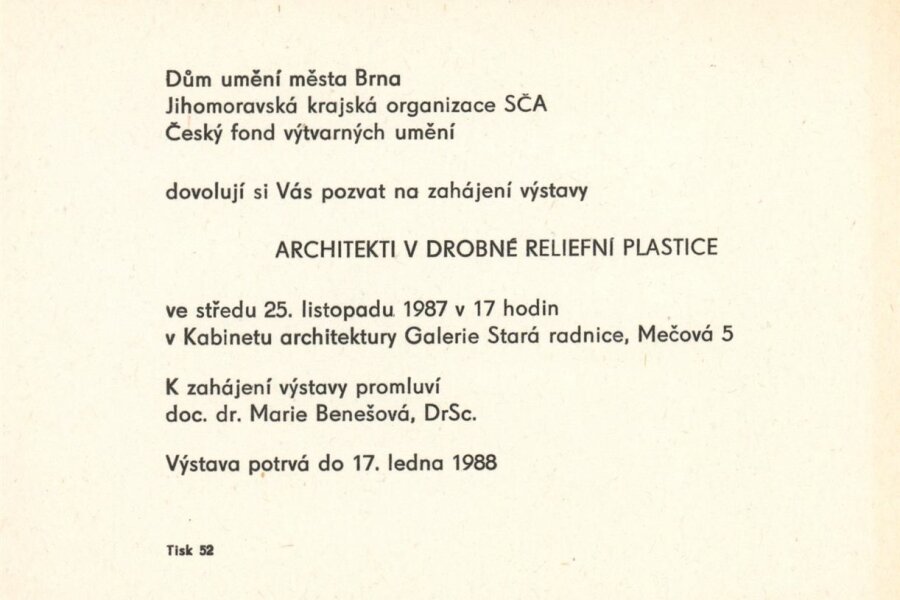 Dům umění města Brna
Jihomoravská krajská organizace SČA
Český fond výtvarných umění
dovolují si Vás pozvat na zahájení výstavy
ARCHITEKTI V DROBNÉ RELIEFNÍ PLASTICE
ve středu 25. listopadu 1987 v 17 hodin
v Kabinetu architektury Galerie Stará radnice, Mečová 5
K zahájení výstavy promluví
doc. dr. Marie Benešová, DrSc.
Výstava potrvá do 17. ledna 1988
Tisk 52